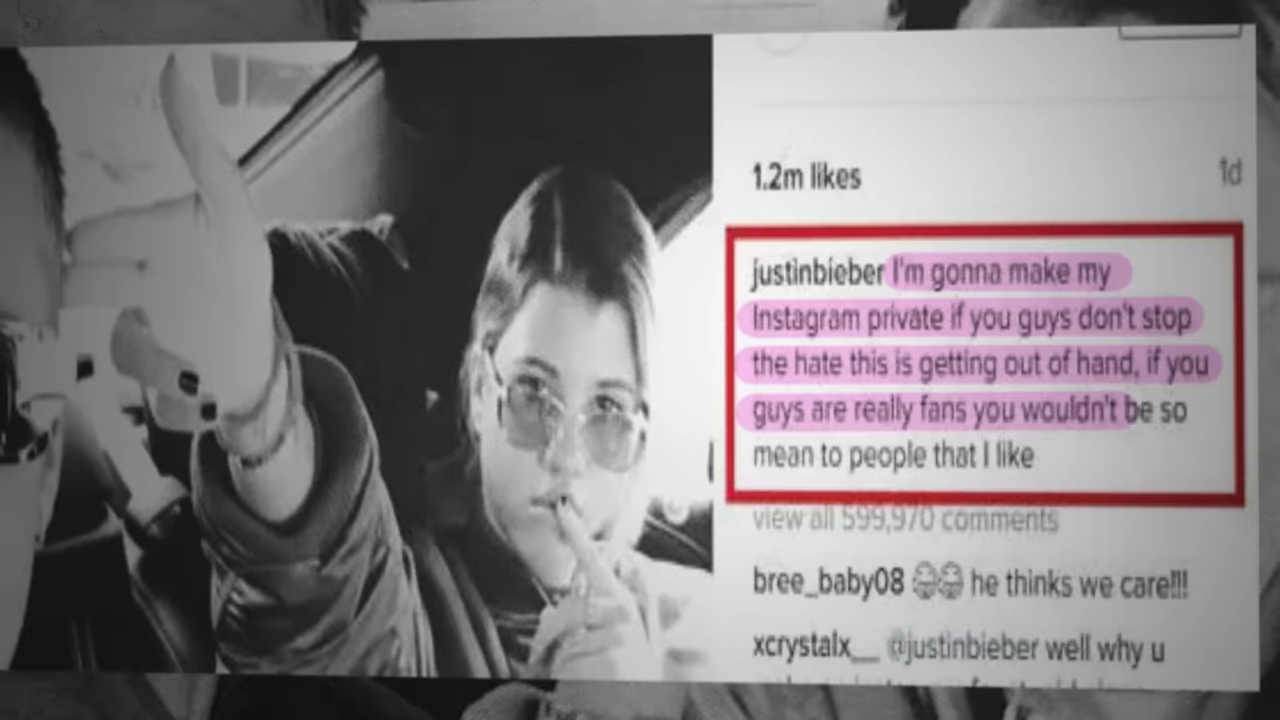 1.2m likes 1d
justinbieber I'm gonna make my
Instagram private if you guys don't stop
the hate this is getting out of hand, if you
guys are really fans you wouldn't be so
mean to people that I like
view all 599,970 comments
bree_baby08 😂😂 he thinks we care!!!
xcrystalx__ @justinbieber well why u